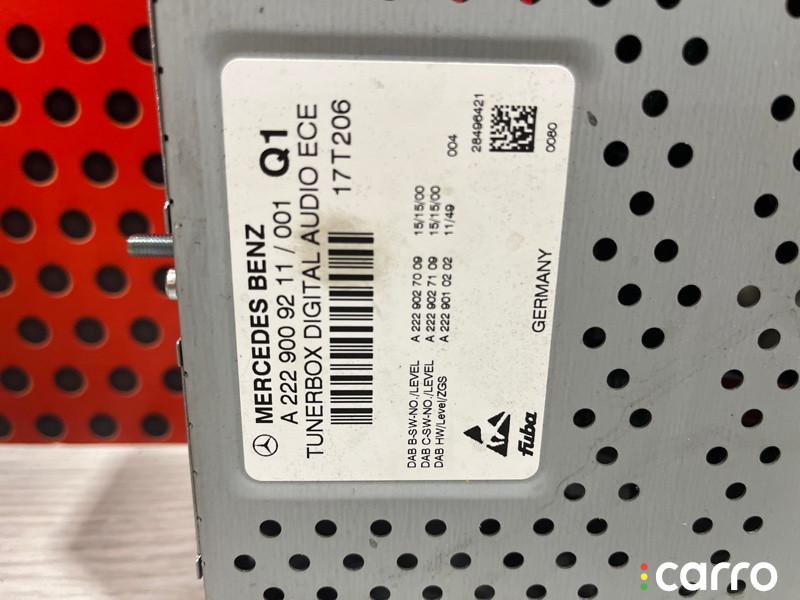 MERCEDES BENZ
A 222 900 92 11 / 001 Q1
TUNERBOX DIGITAL AUDIO ECE
17T206
DAB B-SW-NO./LEVEL A 222 902 70 09 15/15/00
DAB C-SW-NO./LEVEL A 222 902 71 09 15/15/00
DAB HW/Level/ZGS A 222 901 02 02 11/49
004
28496421
0080
fuba
GERMANY
carro